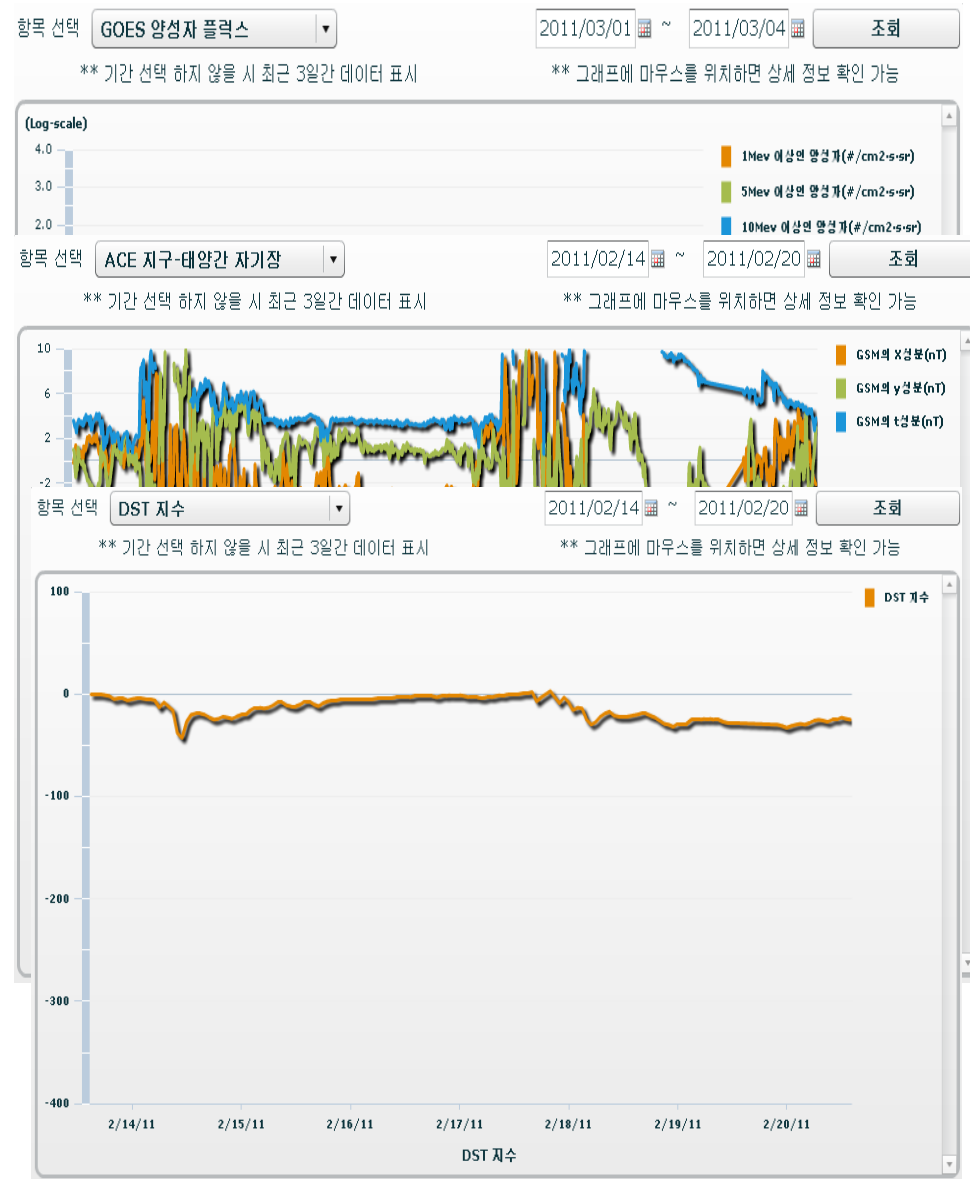 항목 선택 GOES 양성자 플럭스 2011/03/01 ~ 2011/03/04 조회
** 기간 선택 하지 않을 시 최근 3일간 데이터 표시 ** 그래프에 마우스를 위치하면 상세 정보 확인 가능
(Log-scale)
4.0
3.0
2.0
1Mev 이상인 양성자(#/cm2·s·sr)
5Mev 이상인 양성자(#/cm2·s·sr)
10Mev 이상인 양성자(#/cm2·s·sr)
항목 선택 ACE 지구-태양간 자기장 2011/02/14 ~ 2011/02/20 조회
** 기간 선택 하지 않을 시 최근 3일간 데이터 표시 ** 그래프에 마우스를 위치하면 상세 정보 확인 가능
10
6
2
-2
GSM의 X성분(nT)
GSM의 y성분(nT)
GSM의 t성분(nT)
항목 선택 DST 지수 2011/02/14 ~ 2011/02/20 조회
** 기간 선택 하지 않을 시 최근 3일간 데이터 표시 ** 그래프에 마우스를 위치하면 상세 정보 확인 가능
100
0
-100
-200
-300
-400
DST 지수
2/14/11 2/15/11 2/16/11 2/17/11 2/18/11 2/19/11 2/20/11
DST 지수